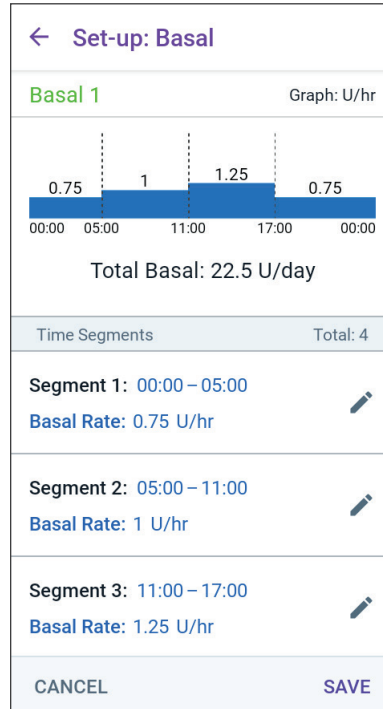 Set-up: Basal
Basal 1 Graph: U/hr
0.75 1 1.25 0.75
00:00 05:00 11:00 17:00 00:00
Total Basal: 22.5 U/day
Time Segments Total: 4
Segment 1: 00:00 – 05:00
Basal Rate: 0.75 U/hr
Segment 2: 05:00 – 11:00
Basal Rate: 1 U/hr
Segment 3: 11:00 – 17:00
Basal Rate: 1.25 U/hr
CANCEL SAVE